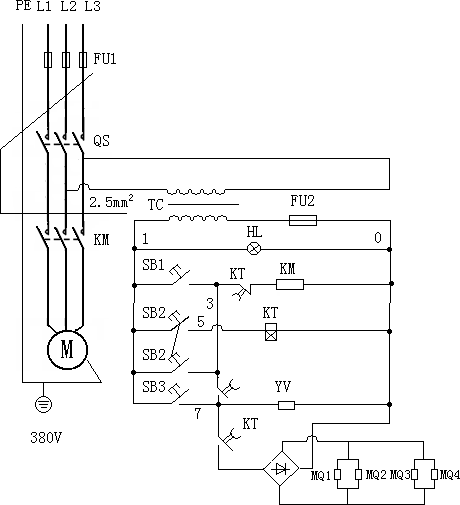 PE L1 L2 L3
FU1
QS
2.5mm²
TC
FU2
KM
1
HL
0
SB1
KT
KM
3
SB2
5
KT
M
SB2
SB3
YV
7
KT
380V
MQ1 MQ2 MQ3 MQ4